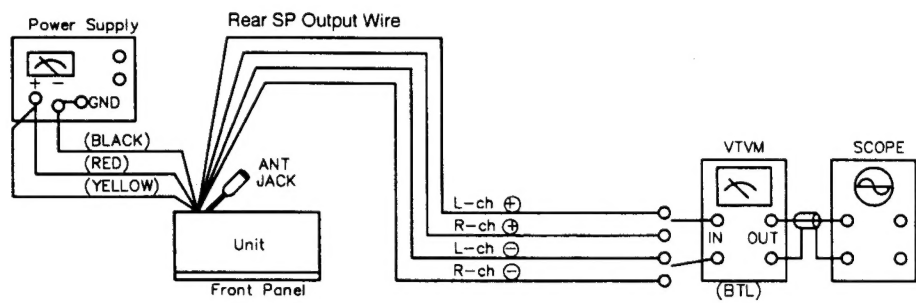 Power Supply
Rear SP Output Wire
+ −
GND
(BLACK)
(RED)
(YELLOW)
ANT
JACK
Unit
Front Panel
L-ch ⊕
R-ch ⊕
L-ch ⊖
R-ch ⊖
VTVM
IN OUT
(BTL)
SCOPE